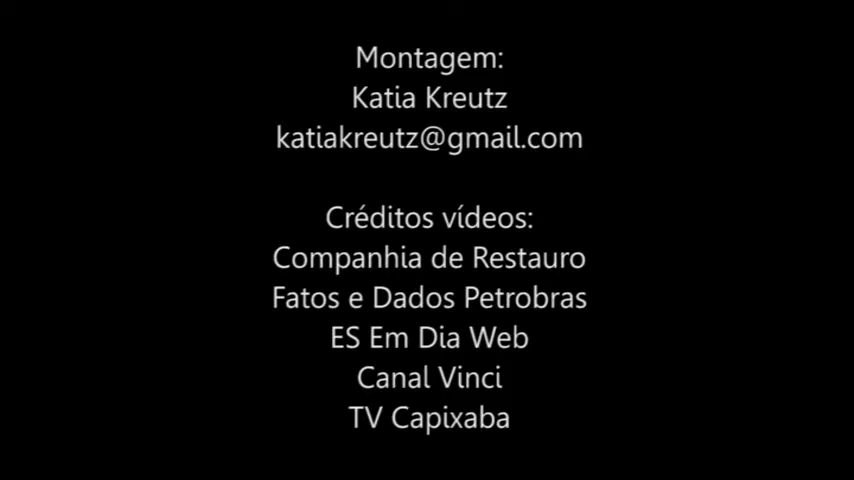 Montagem:
Katia Kreutz
katiakreutz@gmail.com
Créditos vídeos:
Companhia de Restauro
Fatos e Dados Petrobras
ES Em Dia Web
Canal Vinci
TV Capixaba